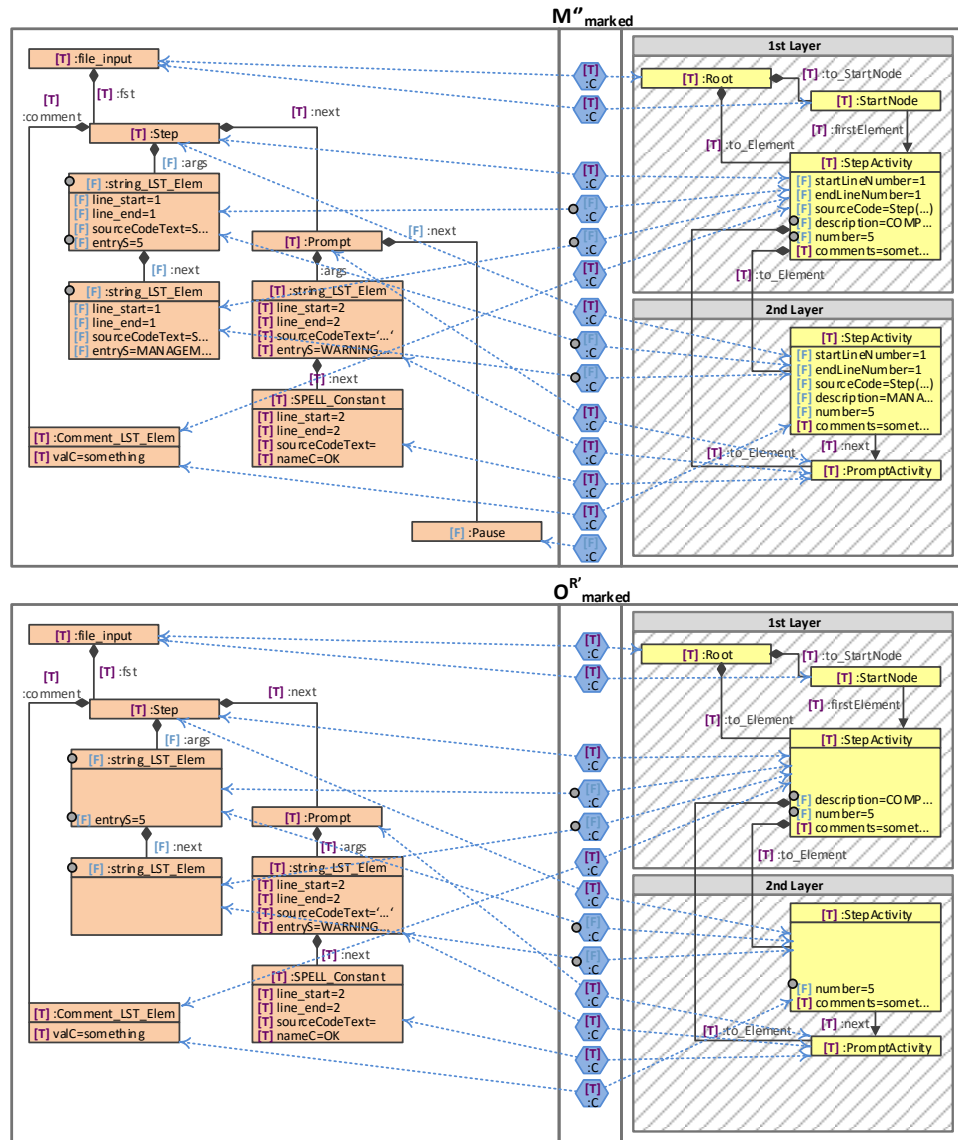 M″marked
[T] :file_input
[T] :fst
[T]
:comment
[T] :next
[T] :Step
[F] :args
[F] :string_LST_Elem
[F] line_start=1
[F] line_end=1
[F] sourceCodeText=S...
[F] entryS=5
[F] :next
[F] :string_LST_Elem
[F] line_start=1
[F] line_end=1
[F] sourceCodeText=S...
[F] entryS=MANAGEM...
[T] :Prompt
[F] :next
[T] :args
[T] :string_LST_Elem
[T] line_start=2
[T] line_end=2
[T] sourceCodeText='...'
[T] entryS=WARNING...
[T] :next
[T] :SPELL_Constant
[T] line_start=2
[T] line_end=2
[T] sourceCodeText=
[T] nameC=OK
[T] :Comment_LST_Elem
[T] valC=something
[F] :Pause
[T]
:C
[T]
:C
[T]
:C
[F]
:C
[F]
:C
[T]
:C
[T]
:C
[F]
:C
[F]
:C
[T]
:C
[T]
:C
[T]
:C
[T]
:C
[F]
:C
1st Layer
[T] :Root
[T] :to_StartNode
[T] :StartNode
[T] :firstElement
[T] :to_Element
[T] :StepActivity
[F] startLineNumber=1
[F] endLineNumber=1
[F] sourceCode=Step(...)
[F] description=COMP...
[F] number=5
[T] comments=somet...
[T] :to_Element
2nd Layer
[T] :StepActivity
[F] startLineNumber=1
[F] endLineNumber=1
[F] sourceCode=Step(...)
[F] description=MANA...
[F] number=5
[T] comments=somet...
[T] :to_Element
[T] :next
[T] :PromptActivity
O^R'marked
[T] :file_input
[T] :fst
[T]
:comment
[T] :next
[T] :Step
[F] :args
[F] :string_LST_Elem
[F] entryS=5
[F] :next
[F] :string_LST_Elem
[T] :Prompt
[T] :args
[T] :string_LST_Elem
[T] line_start=2
[T] line_end=2
[T] sourceCodeText='...'
[T] entryS=WARNING...
[T] :next
[T] :SPELL_Constant
[T] line_start=2
[T] line_end=2
[T] sourceCodeText=
[T] nameC=OK
[T] :Comment_LST_Elem
[T] valC=something
[T]
:C
[T]
:C
[T]
:C
[F]
:C
[F]
:C
[T]
:C
[T]
:C
[F]
:C
[F]
:C
[T]
:C
[T]
:C
[T]
:C
[T]
:C
1st Layer
[T] :Root
[T] :to_StartNode
[T] :StartNode
[T] :firstElement
[T] :to_Element
[T] :StepActivity
[F] description=COMP...
[F] number=5
[T] comments=somet...
[T] :to_Element
2nd Layer
[T] :StepActivity
[F] number=5
[T] comments=somet...
[T] :to_Element
[T] :next
[T] :PromptActivity